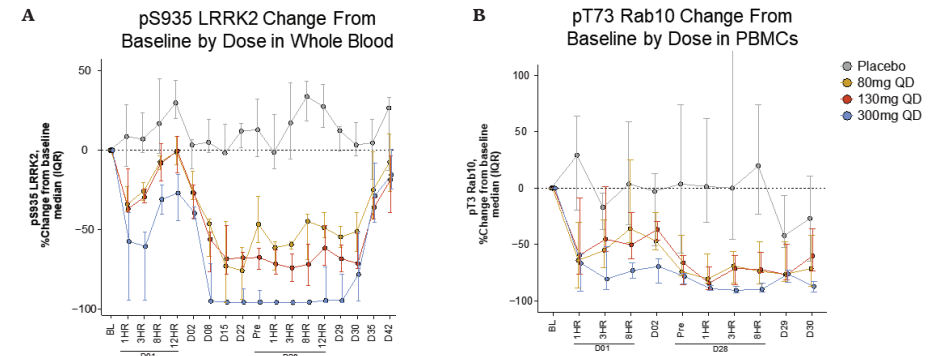 A
pS935 LRRK2 Change From
Baseline by Dose in Whole Blood
pS935 LRRK2,
%Change from baseline
median (IQR)
50
0
−50
−100
BL
1HR
3HR
8HR
12HR
D02
D08
D15
D22
Pre
1HR
3HR
8HR
12HR
D29
D30
D35
D42
D01
D28
B
pT73 Rab10 Change From
Baseline by Dose in PBMCs
pT3 Rab10,
%Change from baseline
median (IQR)
100
50
0
−50
−100
BL
1HR
3HR
8HR
D02
Pre
1HR
3HR
8HR
D29
D30
D01
D28
Placebo
80mg QD
130mg QD
300mg QD